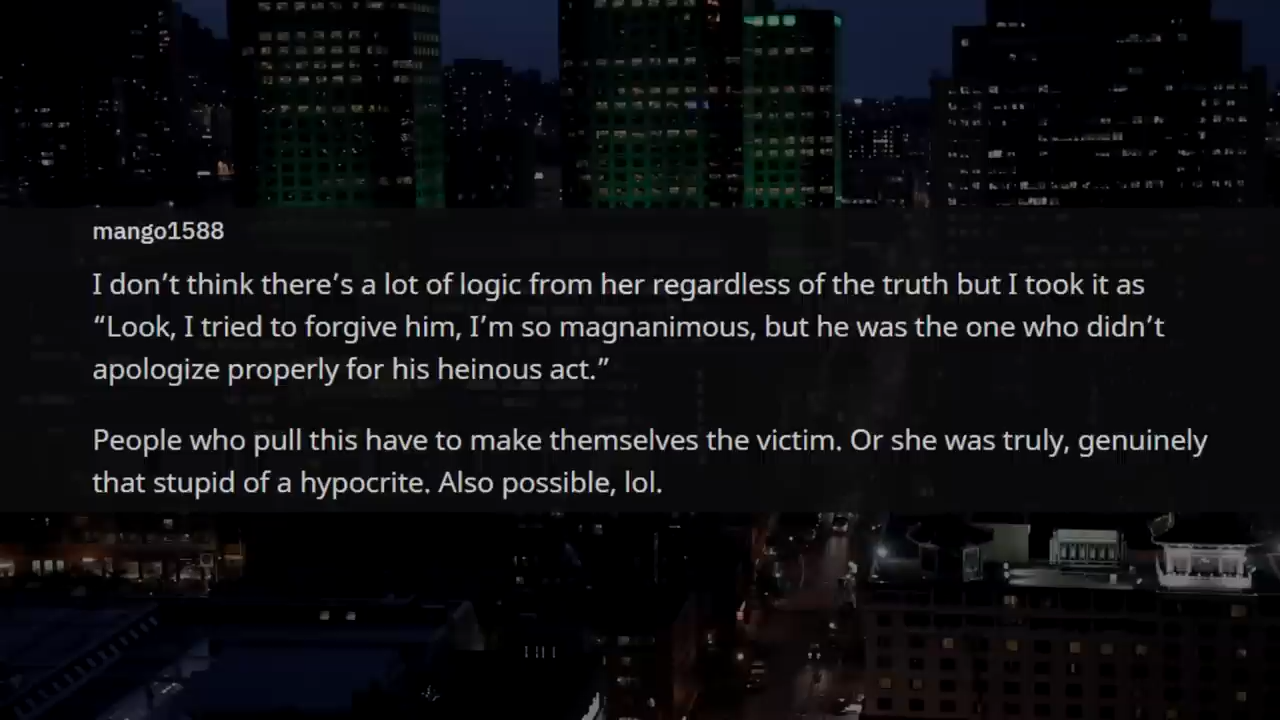 mango1588
I don’t think there’s a lot of logic from her regardless of the truth but I took it as
“Look, I tried to forgive him, I’m so magnanimous, but he was the one who didn’t
apologize properly for his heinous act.”
People who pull this have to make themselves the victim. Or she was truly, genuinely
that stupid of a hypocrite. Also possible, lol.